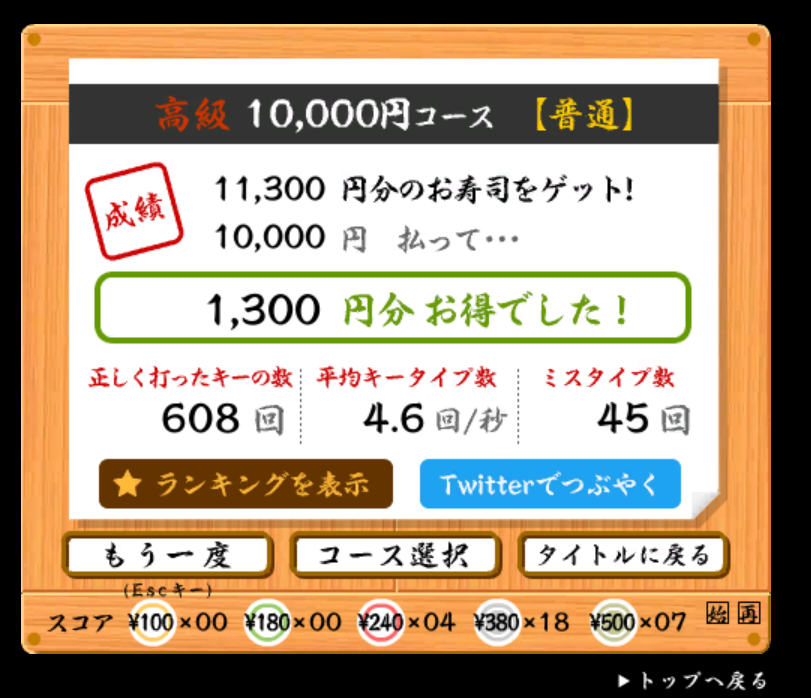 高級 10,000円コース 【普通】
成績
11,300 円分のお寿司をゲット!
10,000 円 払って…
1,300 円分 お得でした!
正しく打ったキーの数 平均キータイプ数 ミスタイプ数
608 回 4.6 回/秒 45 回
ランキングを表示 Twitterでつぶやく
もう一度 コース選択 タイトルに戻る
(Escキー)
スコア ¥100×00 ¥180×00 ¥240×04 ¥380×18 ¥500×07 始 再
▶トップへ戻る